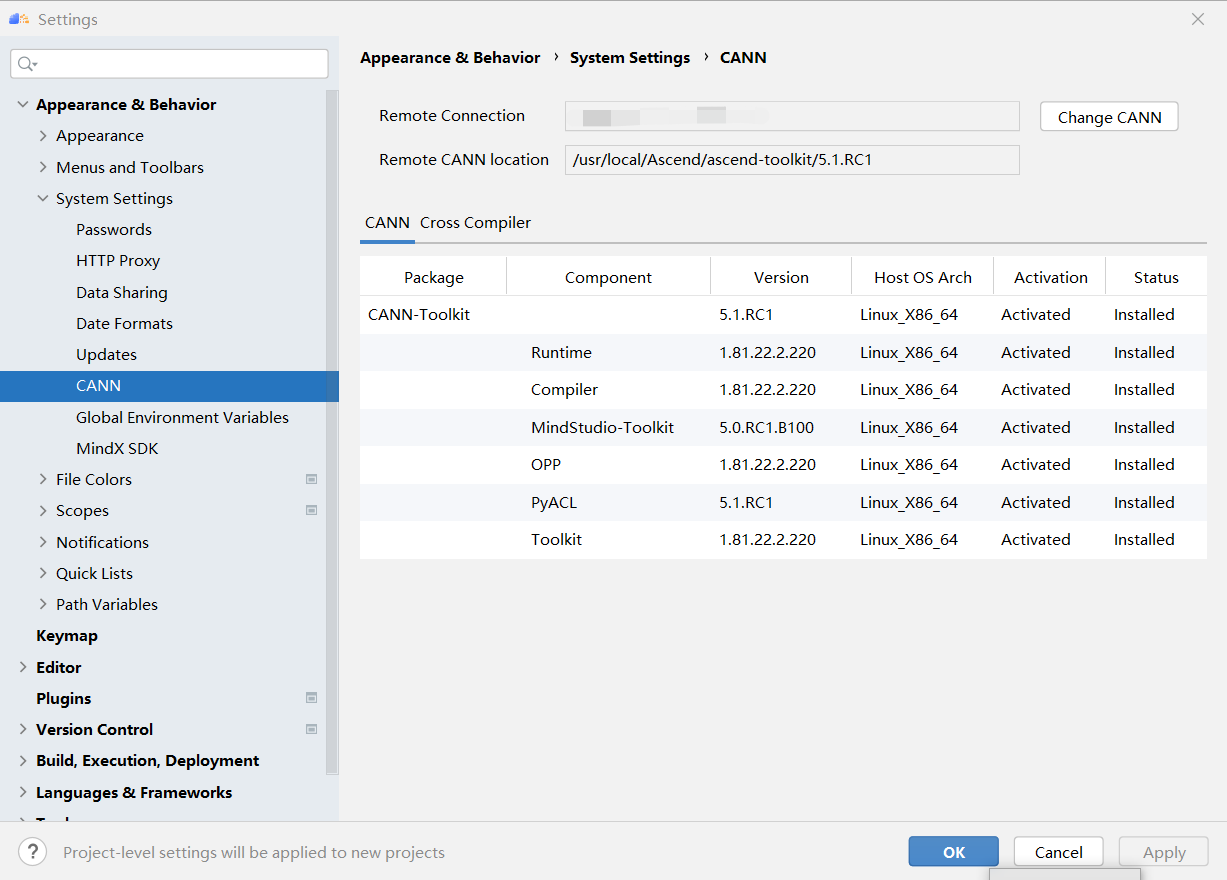 Settings
Appearance & Behavior
Appearance
Menus and Toolbars
System Settings
Passwords
HTTP Proxy
Data Sharing
Date Formats
Updates
CANN
Global Environment Variables
MindX SDK
File Colors
Scopes
Notifications
Quick Lists
Path Variables
Keymap
Editor
Plugins
Version Control
Build, Execution, Deployment
Languages & Frameworks
Appearance & Behavior › System Settings › CANN
Remote Connection Change CANN
Remote CANN location /usr/local/Ascend/ascend-toolkit/5.1.RC1
CANN Cross Compiler
Package Component Version Host OS Arch Activation Status
CANN-Toolkit 5.1.RC1 Linux_X86_64 Activated Installed
Runtime 1.81.22.2.220 Linux_X86_64 Activated Installed
Compiler 1.81.22.2.220 Linux_X86_64 Activated Installed
MindStudio-Toolkit 5.0.RC1.B100 Linux_X86_64 Activated Installed
OPP 1.81.22.2.220 Linux_X86_64 Activated Installed
PyACL 5.1.RC1 Linux_X86_64 Activated Installed
Toolkit 1.81.22.2.220 Linux_X86_64 Activated Installed
? Project-level settings will be applied to new projects
OK Cancel Apply